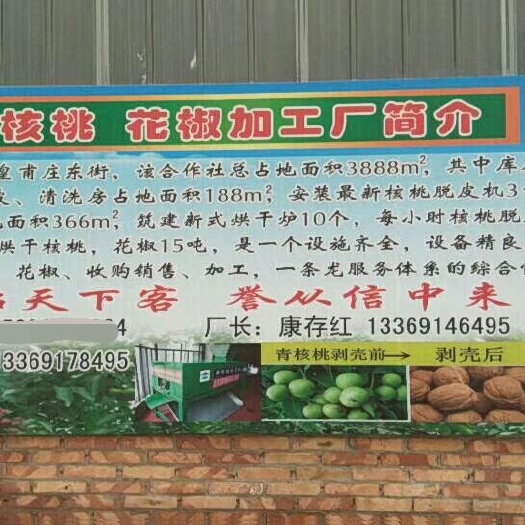 核桃 花椒加工厂简介
皇甫庄东街，该合作社总占地面积3888m²，其中库
、清洗房占地面积188m²，安装最新核桃脱皮机3
面积366m²，筑建新式烘干炉10个，每小时核桃脱皮
烘干核桃，花椒15吨，是一个设施齐全，设备精良
花椒、收购销售、加工，一条龙服务体系的综合
天下客 誉从信中来
4 厂长：康存红 13369146495
13369178495
青核桃剥壳前→剥壳后